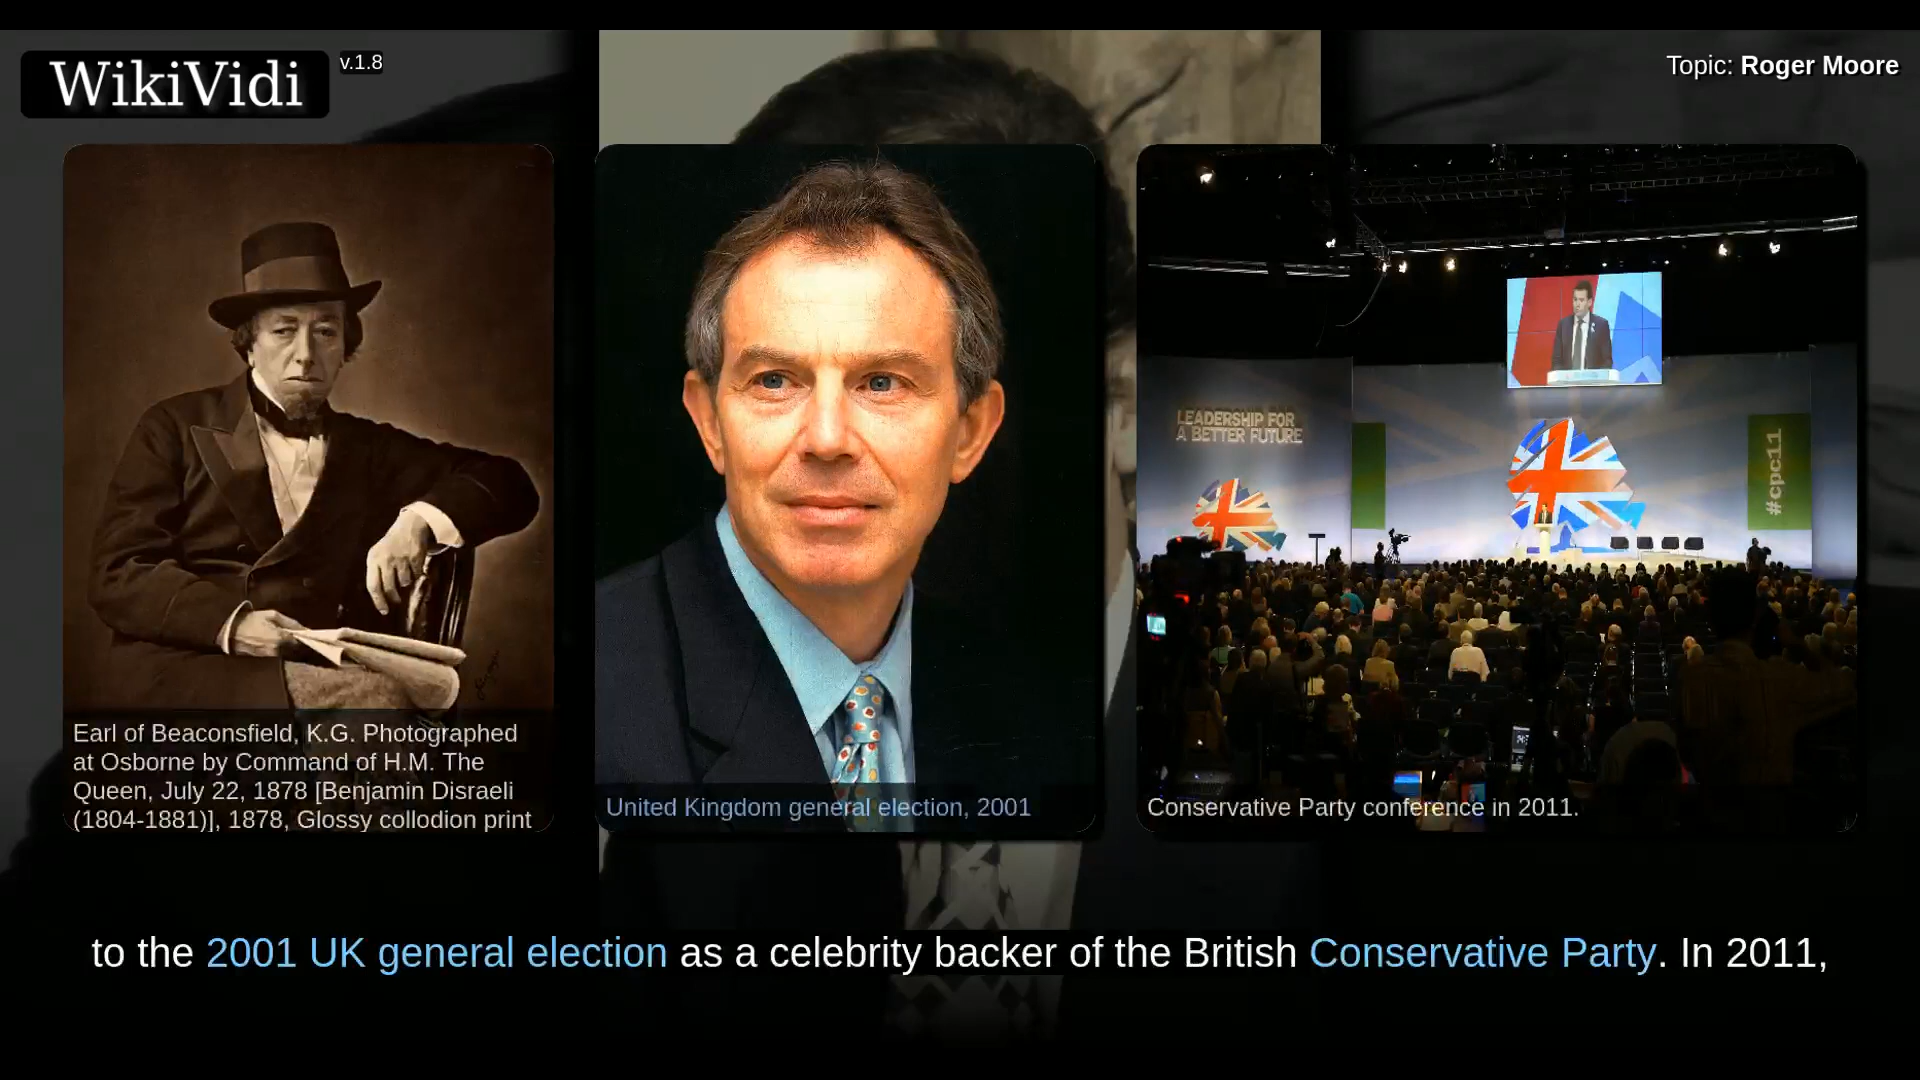 WikiVidi
v.1.8
Topic: Roger Moore
Earl of Beaconsfield, K.G. Photographed
at Osborne by Command of H.M. The
Queen, July 22, 1878 [Benjamin Disraeli
(1804-1881)], 1878, Glossy collodion print
United Kingdom general election, 2001
LEADERSHIP FOR
A BETTER FUTURE
#cpc11
Conservative Party conference in 2011.
to the 2001 UK general election as a celebrity backer of the British Conservative Party. In 2011,